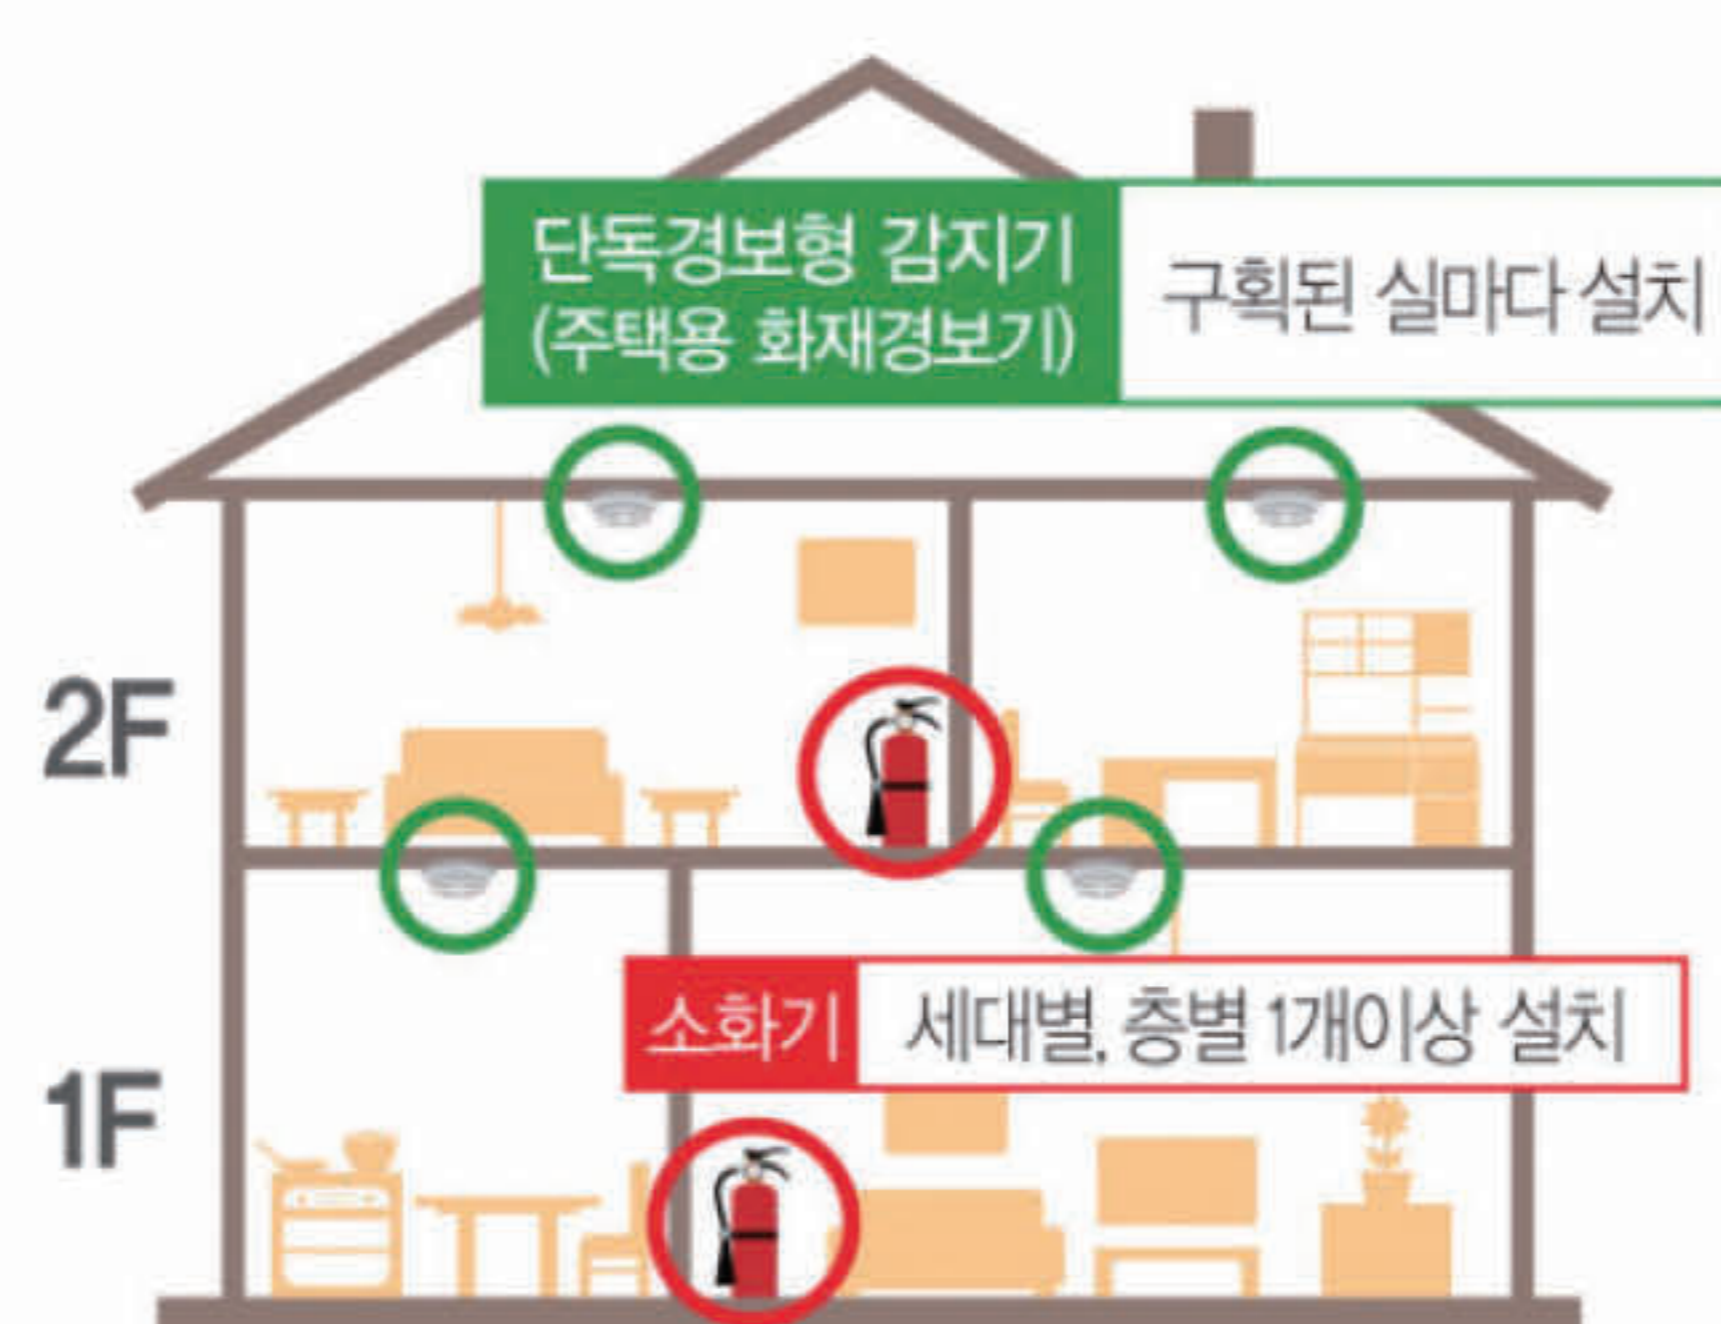 단독경보형 감지기
(주택용 화재경보기)
구획된 실마다 설치
2F
소화기 세대별, 층별 1개이상 설치
1F